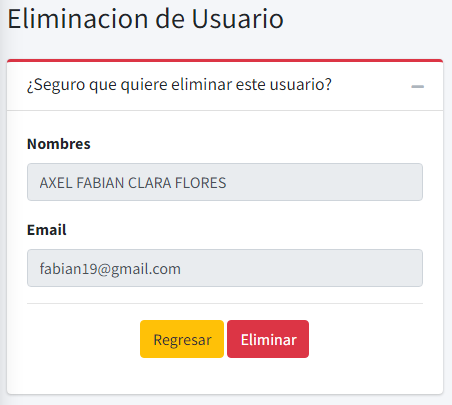 Eliminacion de Usuario
¿Seguro que quiere eliminar este usuario?
Nombres
AXEL FABIAN CLARA FLORES
Email
fabian19@gmail.com
Regresar Eliminar